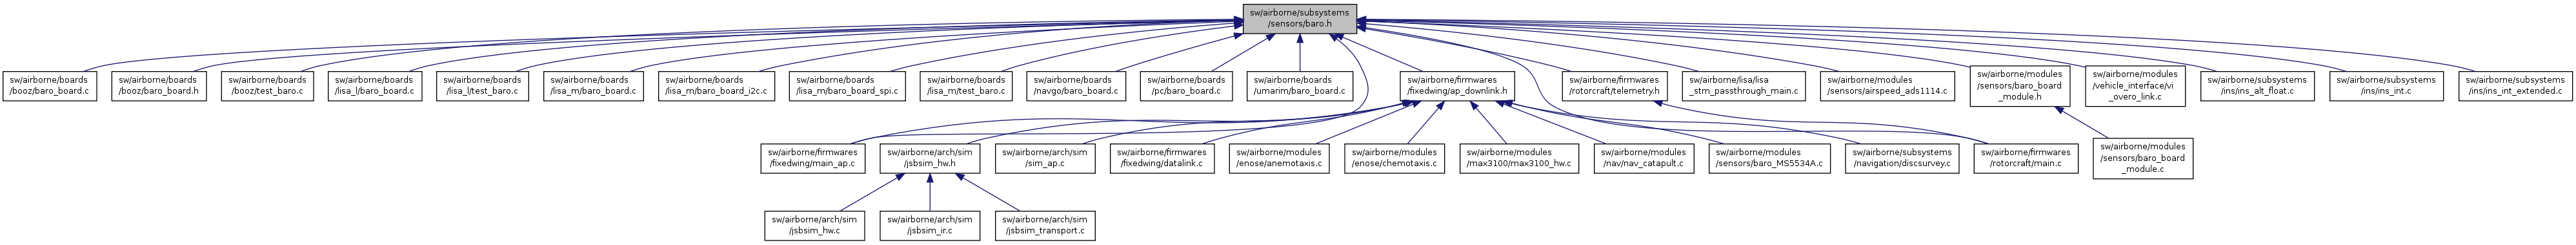 sw/airborne/subsystems
/sensors/baro.h
sw/airborne/boards
/booz/baro_board.c
sw/airborne/boards
/booz/baro_board.h
sw/airborne/boards
/booz/test_baro.c
sw/airborne/boards
/lisa_l/baro_board.c
sw/airborne/boards
/lisa_l/test_baro.c
sw/airborne/boards
/lisa_m/baro_board.c
sw/airborne/boards
/lisa_m/baro_board_i2c.c
sw/airborne/boards
/lisa_m/baro_board_spi.c
sw/airborne/boards
/lisa_m/test_baro.c
sw/airborne/boards
/navgo/baro_board.c
sw/airborne/boards
/pc/baro_board.c
sw/airborne/boards
/umarim/baro_board.c
sw/airborne/firmwares
/fixedwing/ap_downlink.h
sw/airborne/firmwares
/rotorcraft/telemetry.h
sw/airborne/lisa/lisa
_stm_passthrough_main.c
sw/airborne/modules
/sensors/airspeed_ads1114.c
sw/airborne/modules
/sensors/baro_board
_module.h
sw/airborne/modules
/vehicle_interface/vi
_overo_link.c
sw/airborne/subsystems
/ins/ins_alt_float.c
sw/airborne/subsystems
/ins/ins_int.c
sw/airborne/subsystems
/ins/ins_int_extended.c
sw/airborne/firmwares
/fixedwing/main_ap.c
sw/airborne/arch/sim
/jsbsim_hw.h
sw/airborne/arch/sim
/sim_ap.c
sw/airborne/firmwares
/fixedwing/datalink.c
sw/airborne/modules
/enose/anemotaxis.c
sw/airborne/modules
/enose/chemotaxis.c
sw/airborne/modules
/max3100/max3100_hw.c
sw/airborne/modules
/nav/nav_catapult.c
sw/airborne/modules
/sensors/baro_MS5534A.c
sw/airborne/subsystems
/navigation/discsurvey.c
sw/airborne/firmwares
/rotorcraft/main.c
sw/airborne/modules
/sensors/baro_board
_module.c
sw/airborne/arch/sim
/jsbsim_hw.c
sw/airborne/arch/sim
/jsbsim_ir.c
sw/airborne/arch/sim
/jsbsim_transport.c